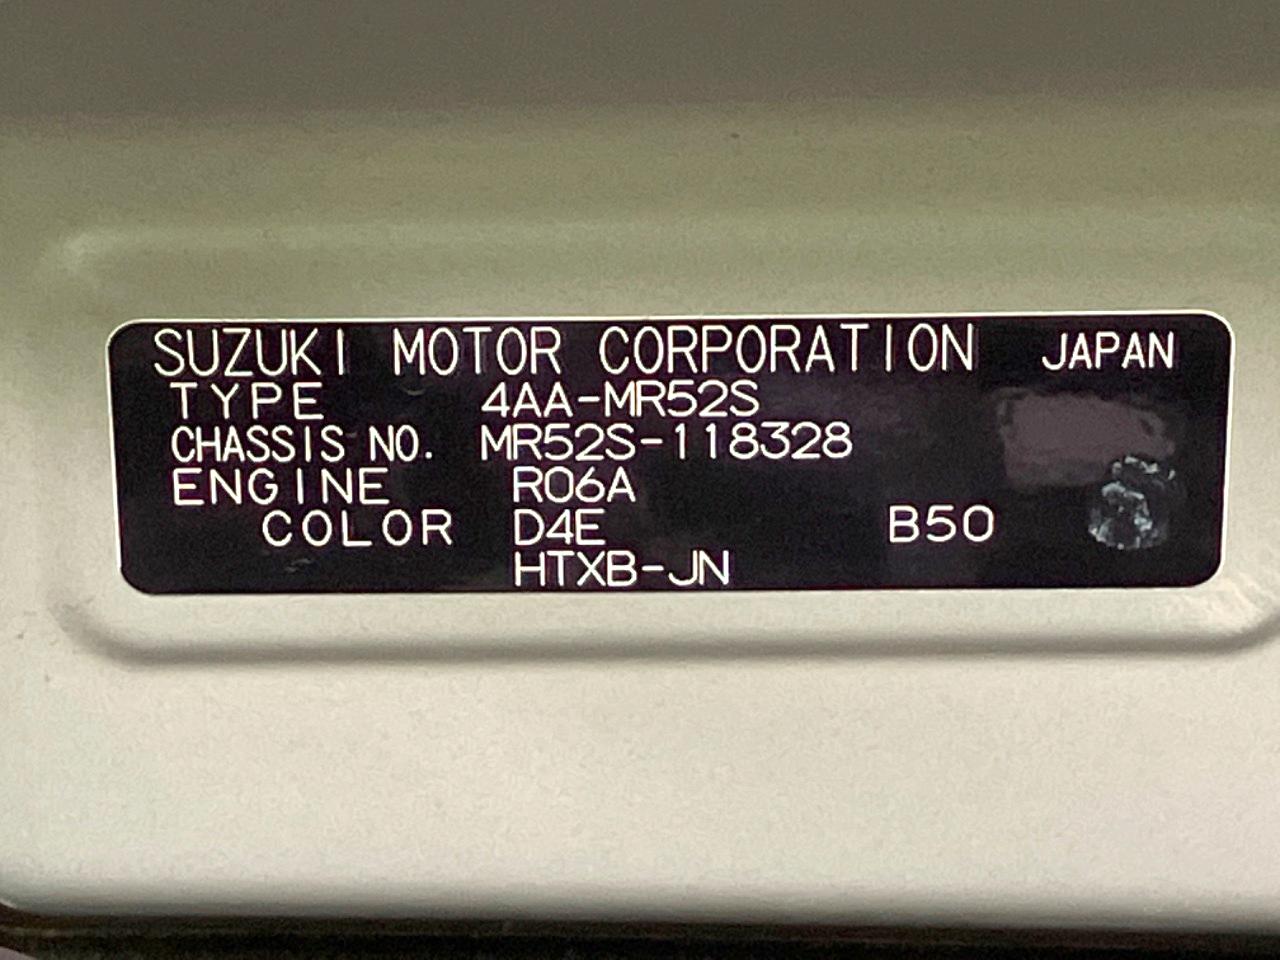 SUZUKI MOTOR CORPORATION JAPAN
TYPE 4AA-MR52S
CHASSIS NO. MR52S-118328
ENGINE R06A
COLOR D4E B50
HTXB-JN